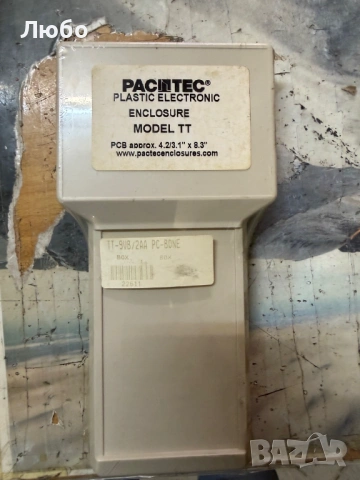 Любо
PACTEC®
PLASTIC ELECTRONIC
ENCLOSURE
MODEL TT
PCB approx. 4.2/3.1" x 8.3"
www.pactecenclosures.com
TT-9VB/2AA PC-BONE
BAZAR